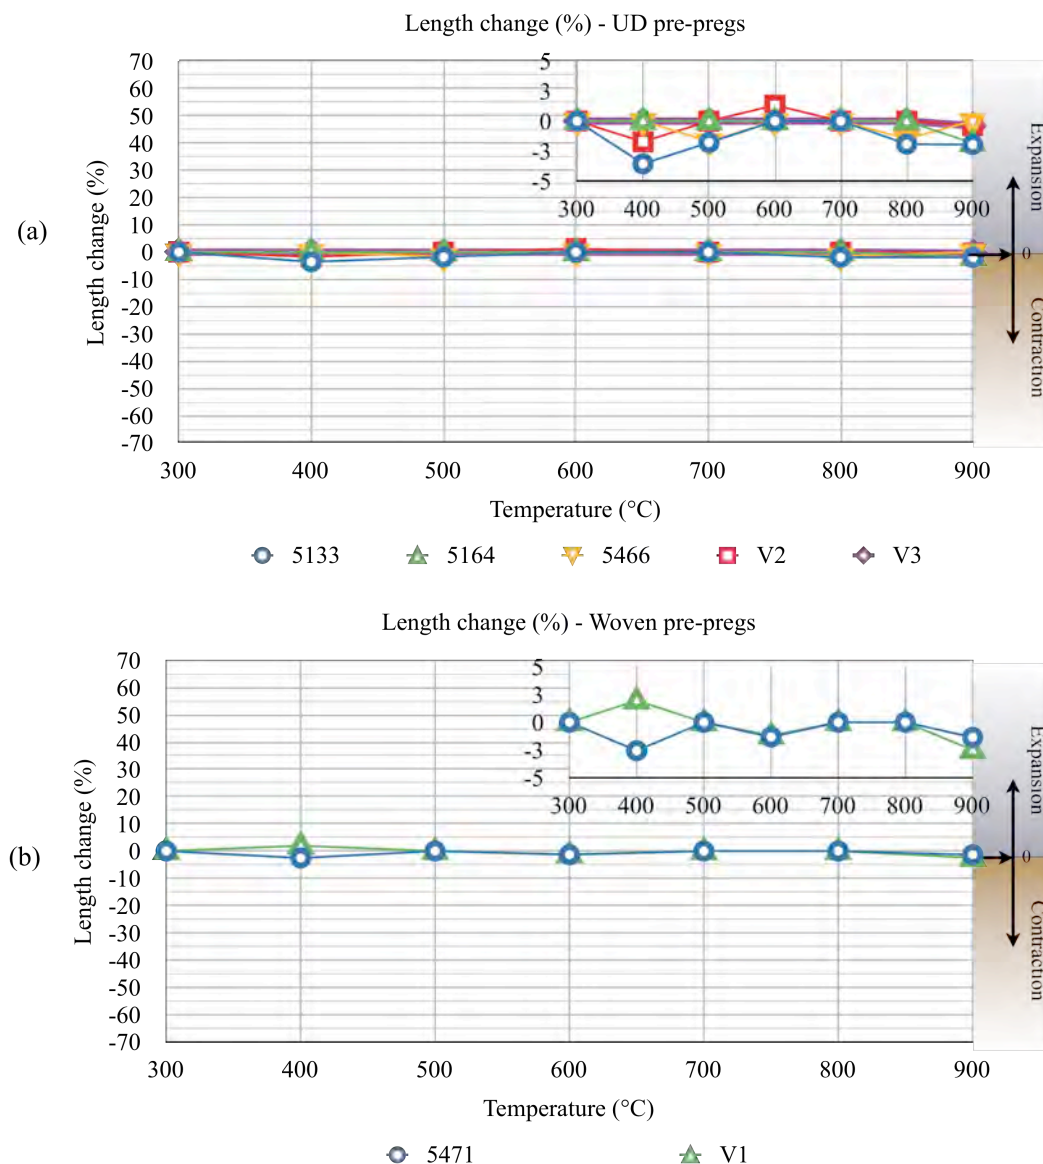 Length change (%) - UD pre-pregs
(a)
Length change (%)
70
60
50
40
30
20
10
0
-10
-20
-30
-40
-50
-60
-70
5
3
0
-3
-5
300 400 500 600 700 800 900
Expansion
0
Contraction
300 400 500 600 700 800 900
Temperature (°C)
5133 5164 5466 V2 V3
Length change (%) - Woven pre-pregs
(b)
Length change (%)
70
60
50
40
30
20
10
0
-10
-20
-30
-40
-50
-60
-70
5
3
0
-3
-5
300 400 500 600 700 800 900
Expansion
0
Contraction
300 400 500 600 700 800 900
Temperature (°C)
5471 V1